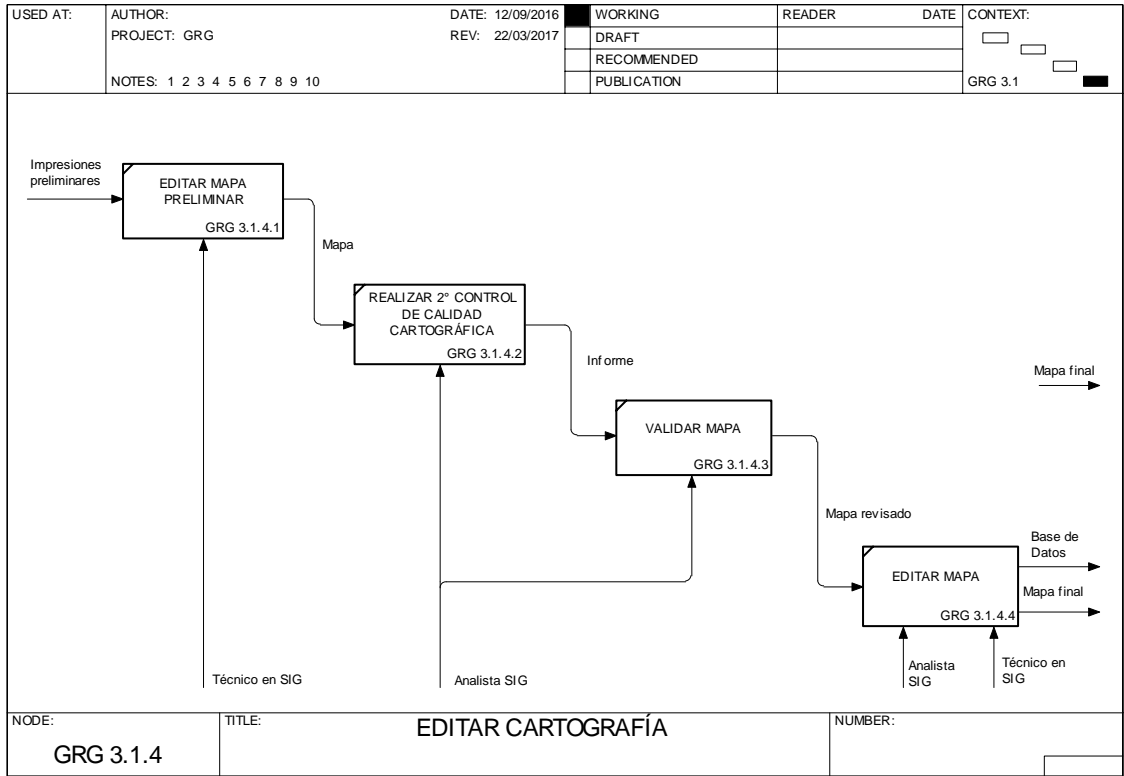 USED AT:
AUTHOR:
DATE: 12/09/2016
PROJECT: GRG
REV: 22/03/2017
NOTES: 1 2 3 4 5 6 7 8 9 10
WORKING
DRAFT
RECOMMENDED
PUBLICATION
READER DATE
CONTEXT:
GRG 3.1
Impresiones
preliminares
EDITAR MAPA
PRELIMINAR
GRG 3.1.4.1
Mapa
REALIZAR 2° CONTROL
DE CALIDAD
CARTOGRÁFICA
GRG 3.1.4.2
Informe
Mapa final
VALIDAR MAPA
GRG 3.1.4.3
Mapa revisado
Base de
Datos
EDITAR MAPA
Mapa final
GRG 3.1.4.4
Técnico en SIG
Analista SIG
Analista
SIG
Técnico en
SIG
NODE:
GRG 3.1.4
TITLE:
EDITAR CARTOGRAFÍA
NUMBER: